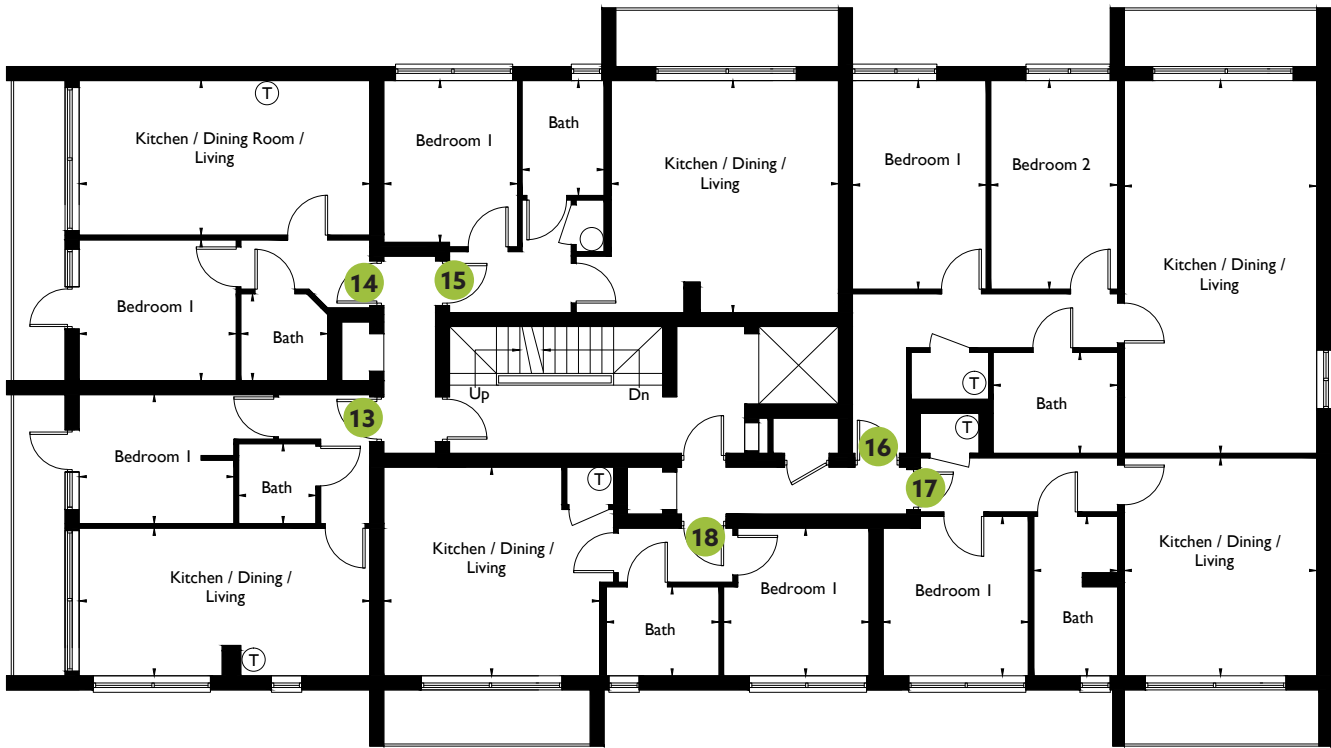 T
Kitchen / Dining Room /
Living
Bedroom 1
Bath
Kitchen / Dining /
Living
Bedroom 1
Bedroom 2
Kitchen / Dining /
Living
14
15
Bedroom 1
Bath
Up
Dn
T
Bath
13
16
T
17
Bedroom 1
Bath
T
18
Kitchen / Dining /
Living
Kitchen / Dining /
Living
Kitchen / Dining /
Living
Bedroom 1
Bedroom 1
Bath
Bath
T